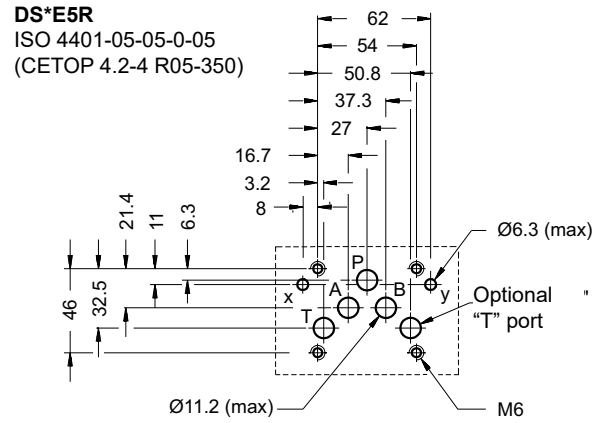 DS*E5R
ISO 4401-05-05-0-05
(CETOP 4.2-4 R05-350)
62
54
50.8
37.3
27
16.7
3.2
8
21.4
11
6.3
Ø6.3 (max)
46
32.5
P
A
B
x
y
T
Optional "
“T” port
Ø11.2 (max)
M6